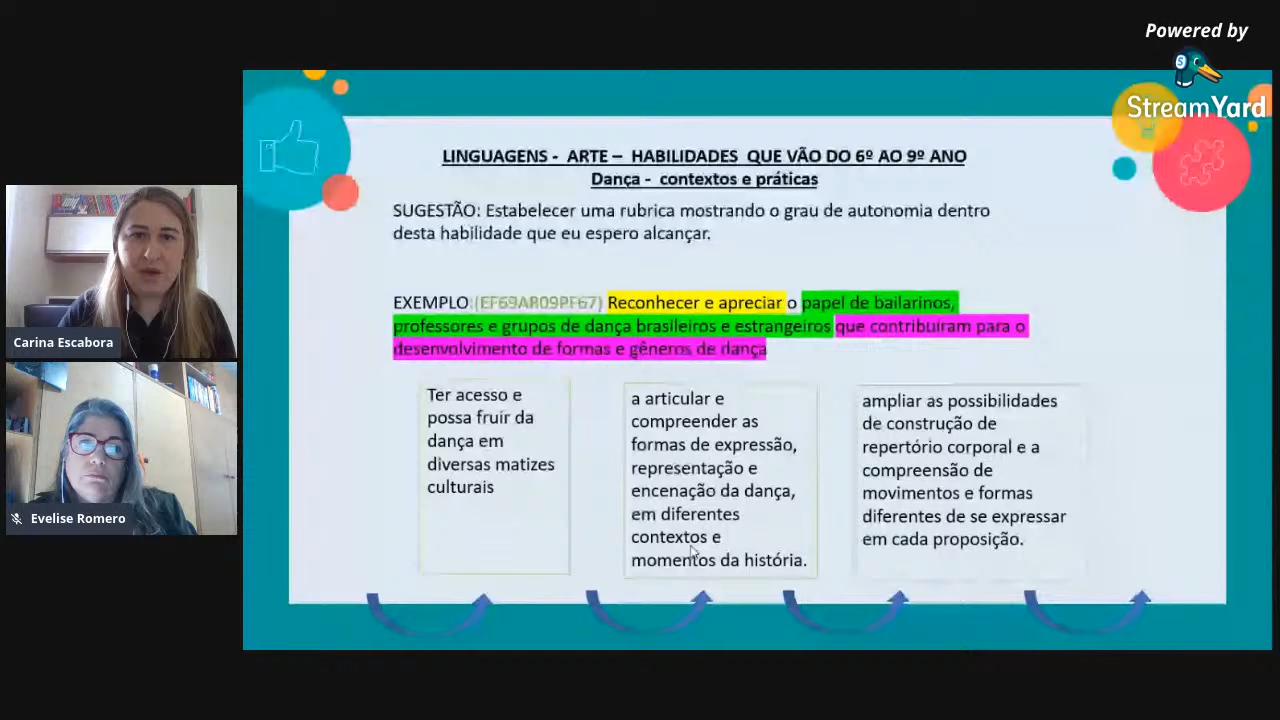 Powered by
StreamYard
LINGUAGENS - ARTE – HABILIDADES QUE VÃO DO 6º AO 9º ANO
Dança - contextos e práticas
SUGESTÃO: Estabelecer uma rubrica mostrando o grau de autonomia dentro
desta habilidade que eu espero alcançar.
EXEMPLO:(EF69AR09PF67) Reconhecer e apreciar o papel de bailarinos,
professores e grupos de dança brasileiros e estrangeiros que contribuíram para o
desenvolvimento de formas e gêneros de dança
Ter acesso e
possa fruir da
dança em
diversas matizes
culturais
a articular e
compreender as
formas de expressão,
representação e
encenação da dança,
em diferentes
contextos e
momentos da história.
ampliar as possibilidades
de construção de
repertório corporal e a
compreensão de
movimentos e formas
diferentes de se expressar
em cada proposição.
Carina Escabora
Evelise Romero